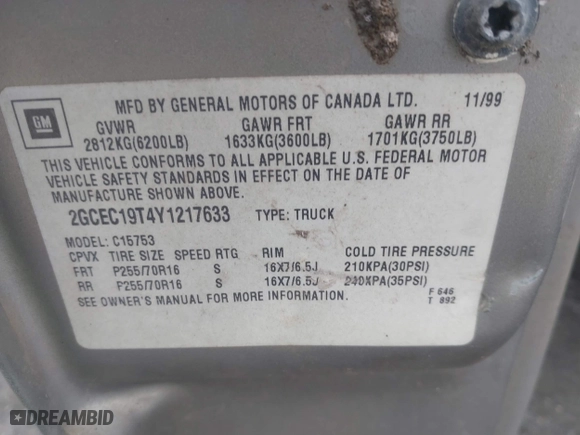 GM
MFD BY GENERAL MOTORS OF CANADA LTD. 11/99
GVWR GAWR FRT GAWR RR
2812KG(6200LB) 1633KG(3600LB) 1701KG(3750LB)
THIS VEHICLE CONFORMS TO ALL APPLICABLE U.S. FEDERAL MOTOR
VEHICLE SAFETY STANDARDS IN EFFECT ON THE DATE OF
MANUFACTURE SHOWN ABOVE.
2GCEC19T4Y1217633 TYPE: TRUCK
MODEL: C15753
CPVX TIRE SIZE SPEED RTG RIM COLD TIRE PRESSURE
FRT P255/70R16 S 16X7/6.5J 210KPA(30PSI)
RR P255/70R16 S 16X7/6.5J 240KPA(35PSI)
SEE OWNER'S MANUAL FOR MORE INFORMATION.
F 546
T 892
DREAMBID